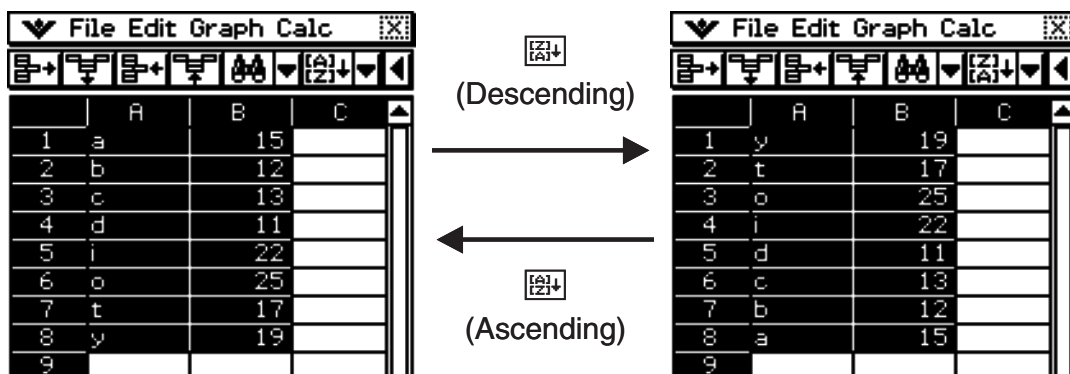 File Edit Graph Calc
[A][Z]
A B C
1 a 15
2 b 12
3 c 13
4 d 11
5 i 22
6 o 25
7 t 17
8 y 19
9
[Z][A]
(Descending)
[A][Z]
(Ascending)
File Edit Graph Calc
[Z][A]
A B C
1 y 19
2 t 17
3 o 25
4 i 22
5 d 11
6 c 13
7 b 12
8 a 15
9